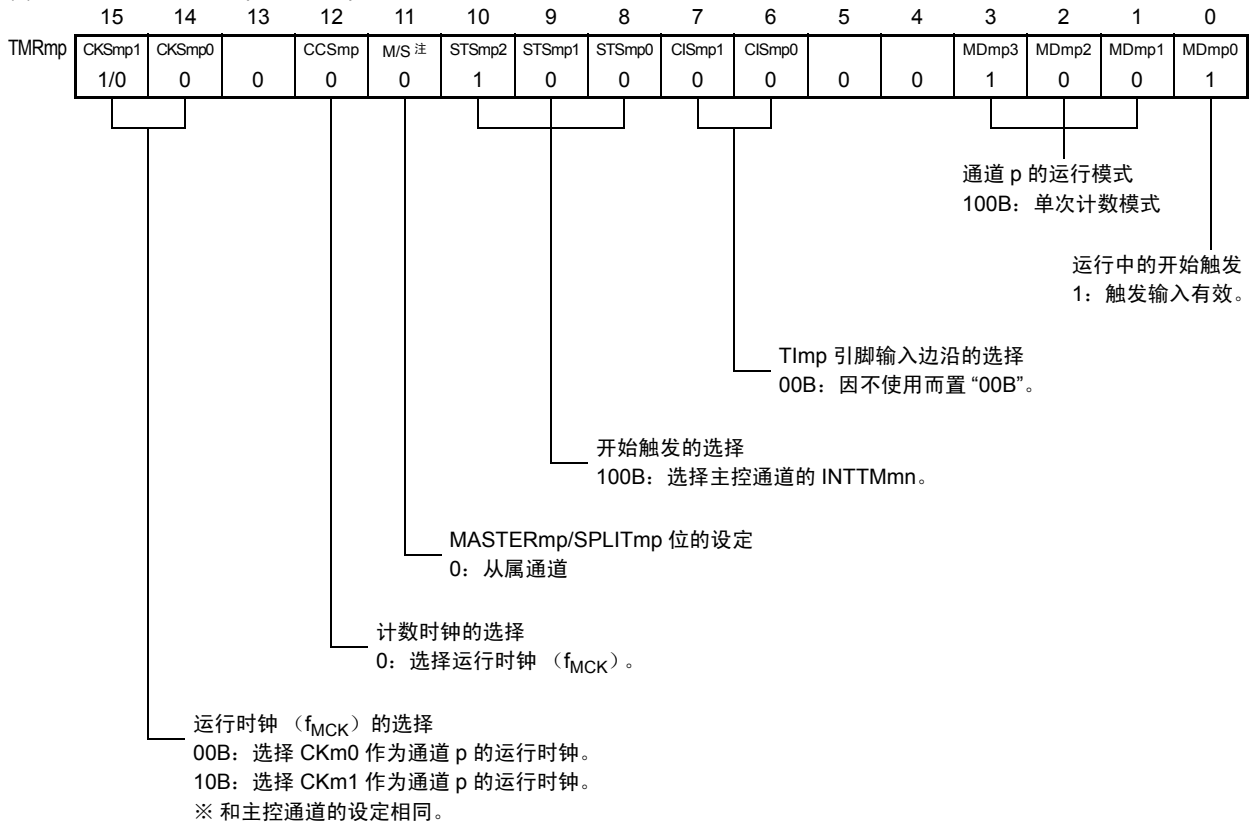 15 14 13 12 11 10 9 8 7 6 5 4 3 2 1 0
TMRmp CKSmp1 CKSmp0 CCSmp M/S 注 STSmp2 STSmp1 STSmp0 CISmp1 CISmp0 MDmp3 MDmp2 MDmp1 MDmp0
1/0 0 0 0 0 1 0 0 0 0 0 0 1 0 0 1
通道 p 的运行模式
100B：单次计数模式
运行中的开始触发
1：触发输入有效。
TImp 引脚输入边沿的选择
00B：因不使用而置 “00B”。
开始触发的选择
100B：选择主控通道的 INTTMmn。
MASTERmp/SPLITmp 位的设定
0：从属通道
计数时钟的选择
0：选择运行时钟 （fMCK）。
运行时钟 （fMCK）的选择
00B：选择 CKm0 作为通道 p 的运行时钟。
10B：选择 CKm1 作为通道 p 的运行时钟。
※ 和主控通道的设定相同。